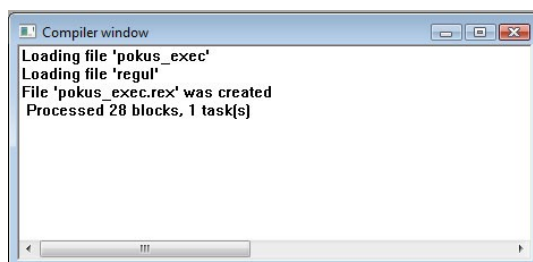 Compiler window
Loading file 'pokus_exec'
Loading file 'regul'
File 'pokus_exec.rex' was created
Processed 28 blocks, 1 task(s)